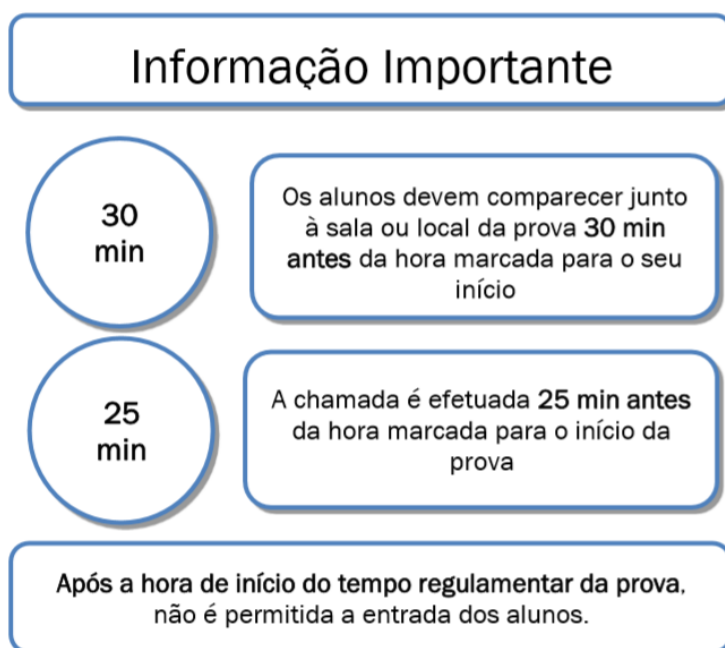 Informação Importante
30
min
Os alunos devem comparecer junto
à sala ou local da prova 30 min
antes da hora marcada para o seu
início
25
min
A chamada é efetuada 25 min antes
da hora marcada para o início da
prova
Após a hora de início do tempo regulamentar da prova,
não é permitida a entrada dos alunos.